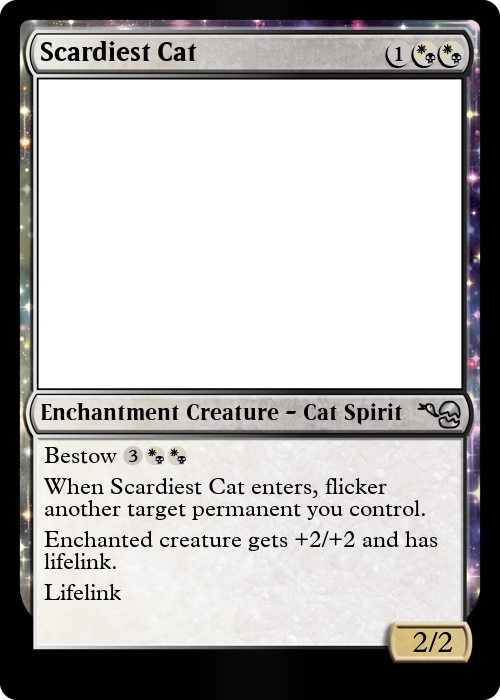 Scardiest Cat 1
Enchantment Creature – Cat Spirit
Bestow 3
When Scardiest Cat enters, flicker
another target permanent you control.
Enchanted creature gets +2/+2 and has
lifelink.
Lifelink
2/2